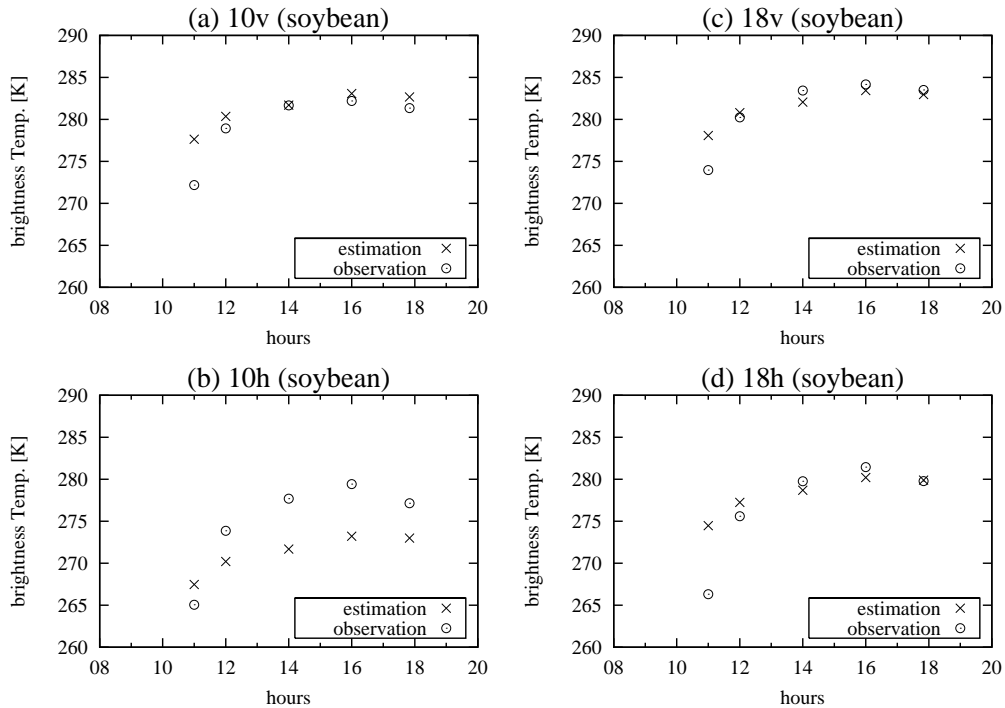 (a) 10v (soybean)
290
285
280
275
270
265
260
brightness Temp. [K]
estimation
observation
08 10 12 14 16 18 20
hours
(c) 18v (soybean)
290
285
280
275
270
265
260
brightness Temp. [K]
estimation
observation
08 10 12 14 16 18 20
hours
(b) 10h (soybean)
290
285
280
275
270
265
260
brightness Temp. [K]
estimation
observation
08 10 12 14 16 18 20
hours
(d) 18h (soybean)
290
285
280
275
270
265
260
brightness Temp. [K]
estimation
observation
08 10 12 14 16 18 20
hours